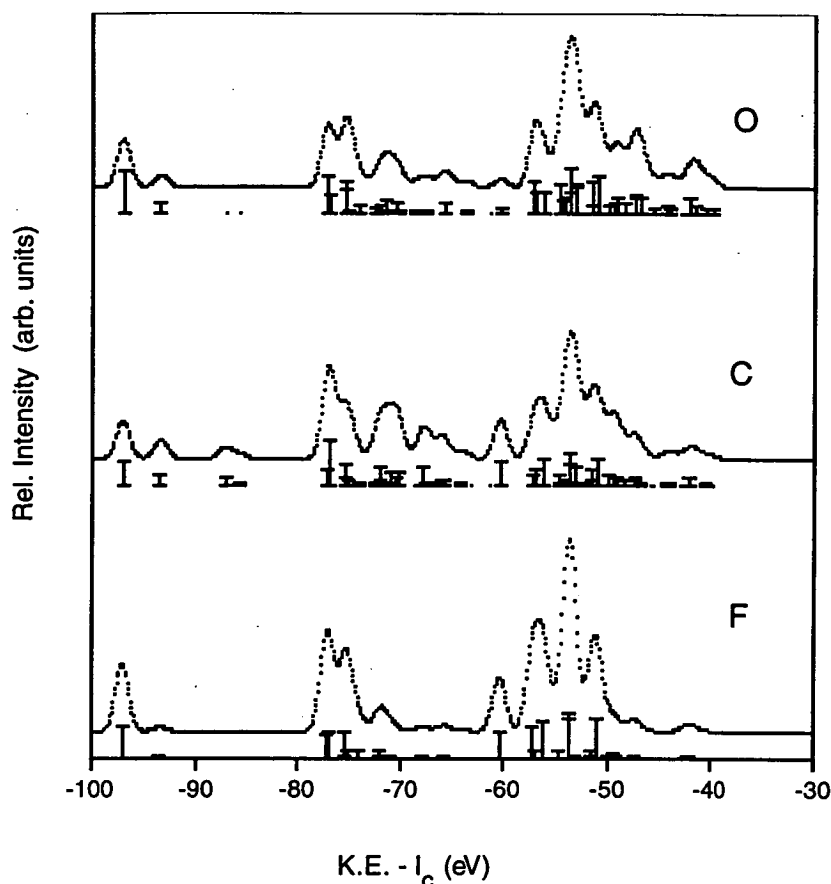 Rel. Intensity (arb. units)
O
C
F
-100 -90 -80 -70 -60 -50 -40 -30
K.E. - I_c (eV)